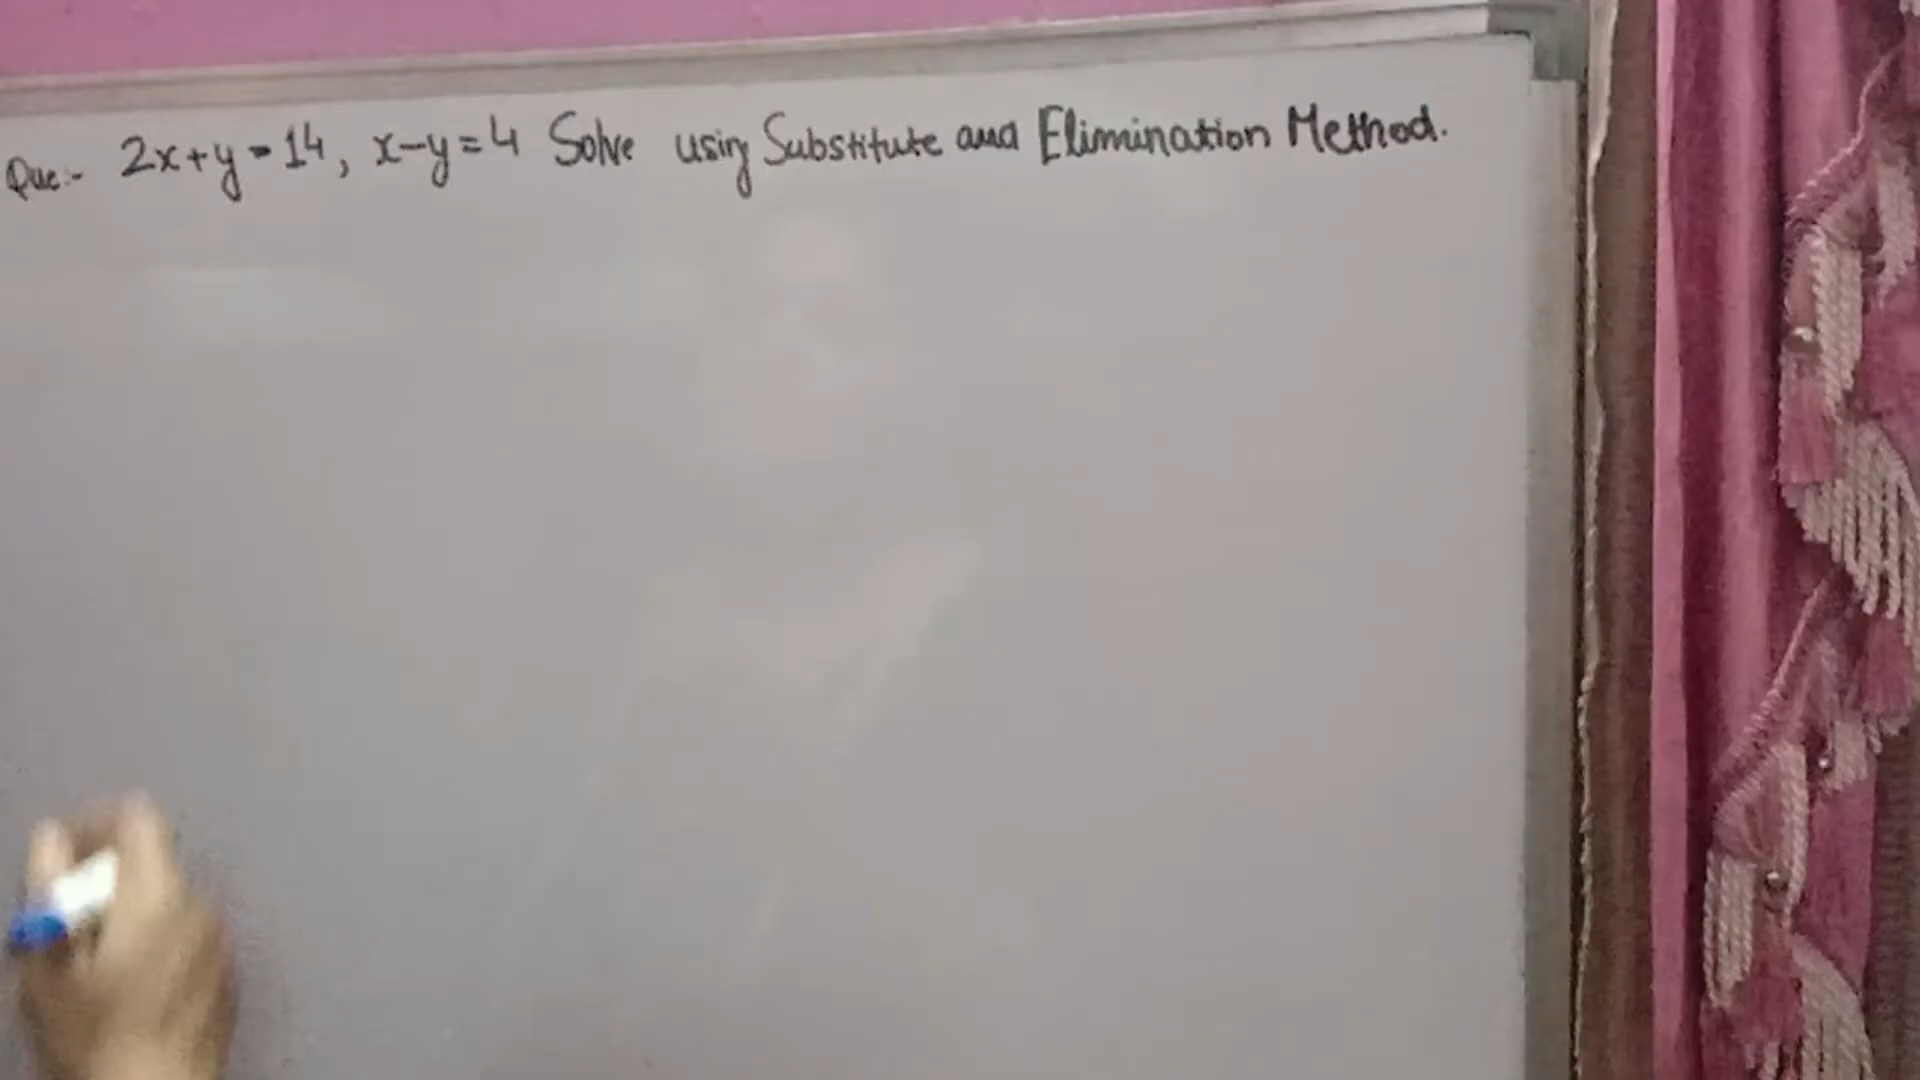 Que:- 2x+y=14, x-y=4 Solve using Substitute and Elimination Method.